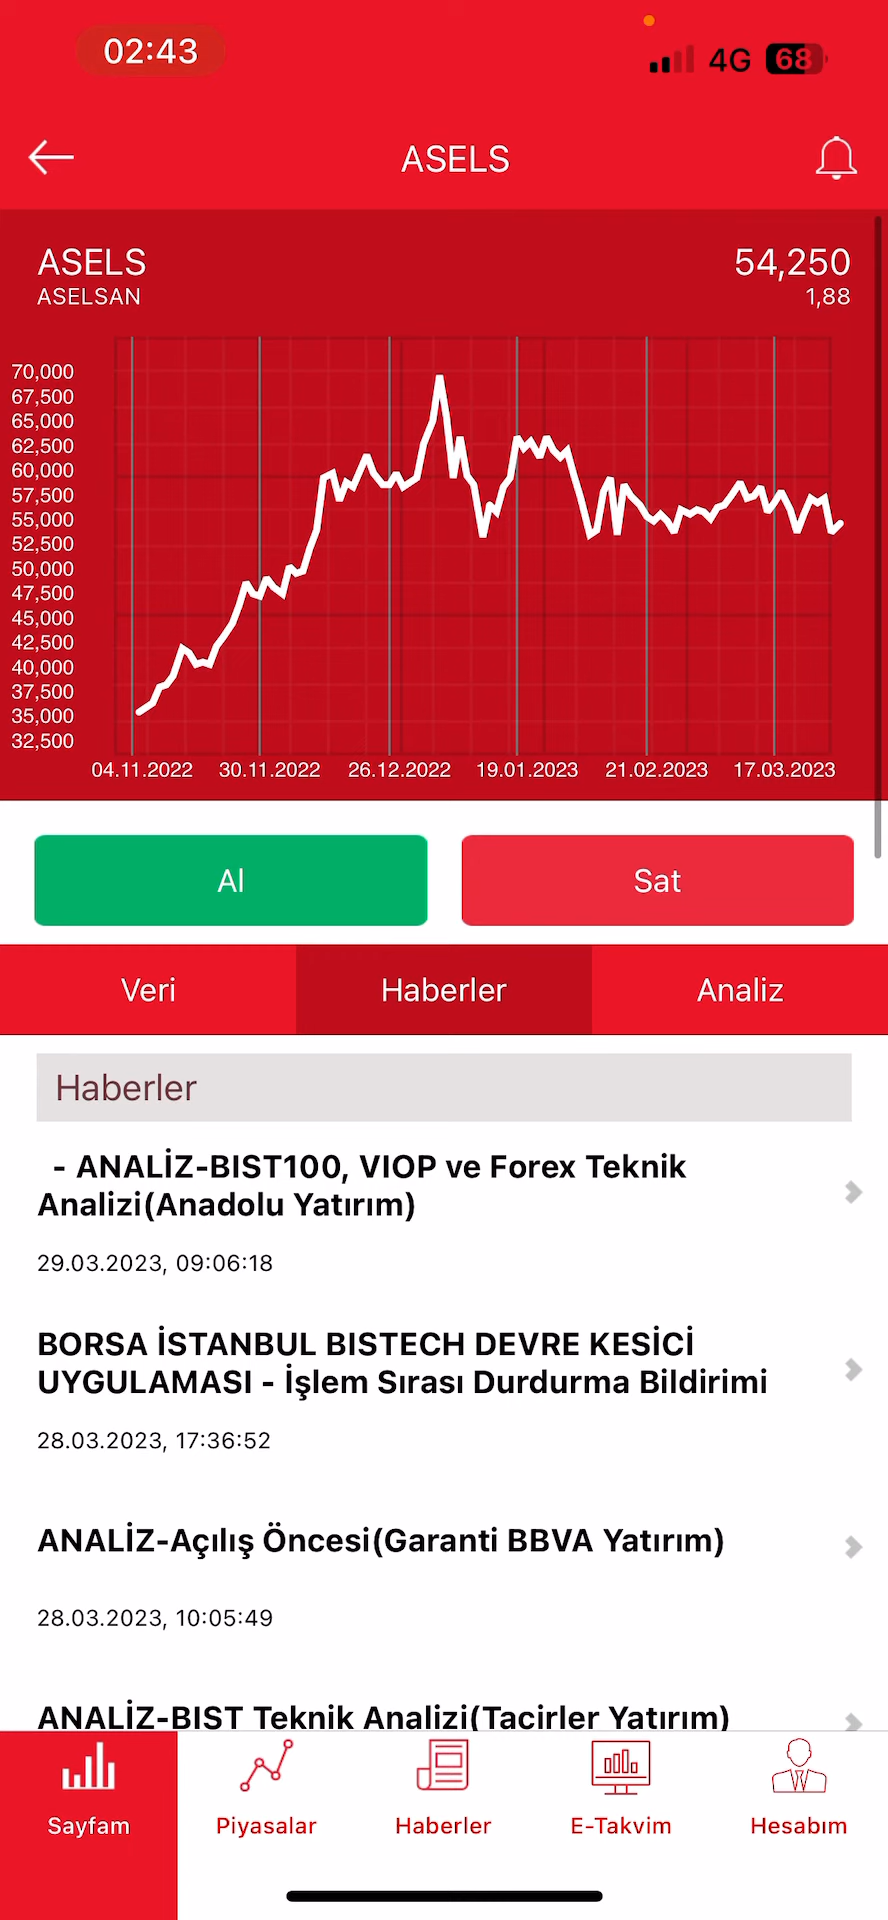 02:43
4G 68
ASELS
ASELS
54,250
ASELSAN
1,88
70,000
67,500
65,000
62,500
60,000
57,500
55,000
52,500
50,000
47,500
45,000
42,500
40,000
37,500
35,000
32,500
04.11.2022 30.11.2022 26.12.2022 19.01.2023 21.02.2023 17.03.2023
Al
Sat
Veri
Haberler
Analiz
Haberler
- ANALİZ-BIST100, VIOP ve Forex Teknik
Analizi(Anadolu Yatırım)
29.03.2023, 09:06:18
BORSA İSTANBUL BISTECH DEVRE KESİCİ
UYGULAMASI - İşlem Sırası Durdurma Bildirimi
28.03.2023, 17:36:52
ANALİZ-Açılış Öncesi(Garanti BBVA Yatırım)
28.03.2023, 10:05:49
ANALİZ-BIST Teknik Analizi(Tacirler Yatırım)
Sayfam
Piyasalar
Haberler
E-Takvim
Hesabım